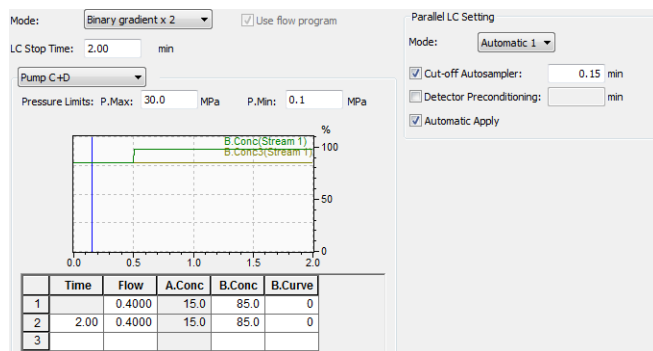 Mode: Binary gradient x 2 Use flow program
LC Stop Time: 2.00 min
Pump C+D
Pressure Limits: P.Max: 30.0 MPa P.Min: 0.1 MPa
%
B.Conc(Stream 1)
B.Conc3(Stream 1)
100
50
0
0.0 0.5 1.0 1.5 2.0
Time Flow A.Conc B.Conc B.Curve
1 0.4000 15.0 85.0 0
2 2.00 0.4000 15.0 85.0 0
3
Parallel LC Setting
Mode: Automatic 1
Cut-off Autosampler: 0.15 min
Detector Preconditioning: min
Automatic Apply